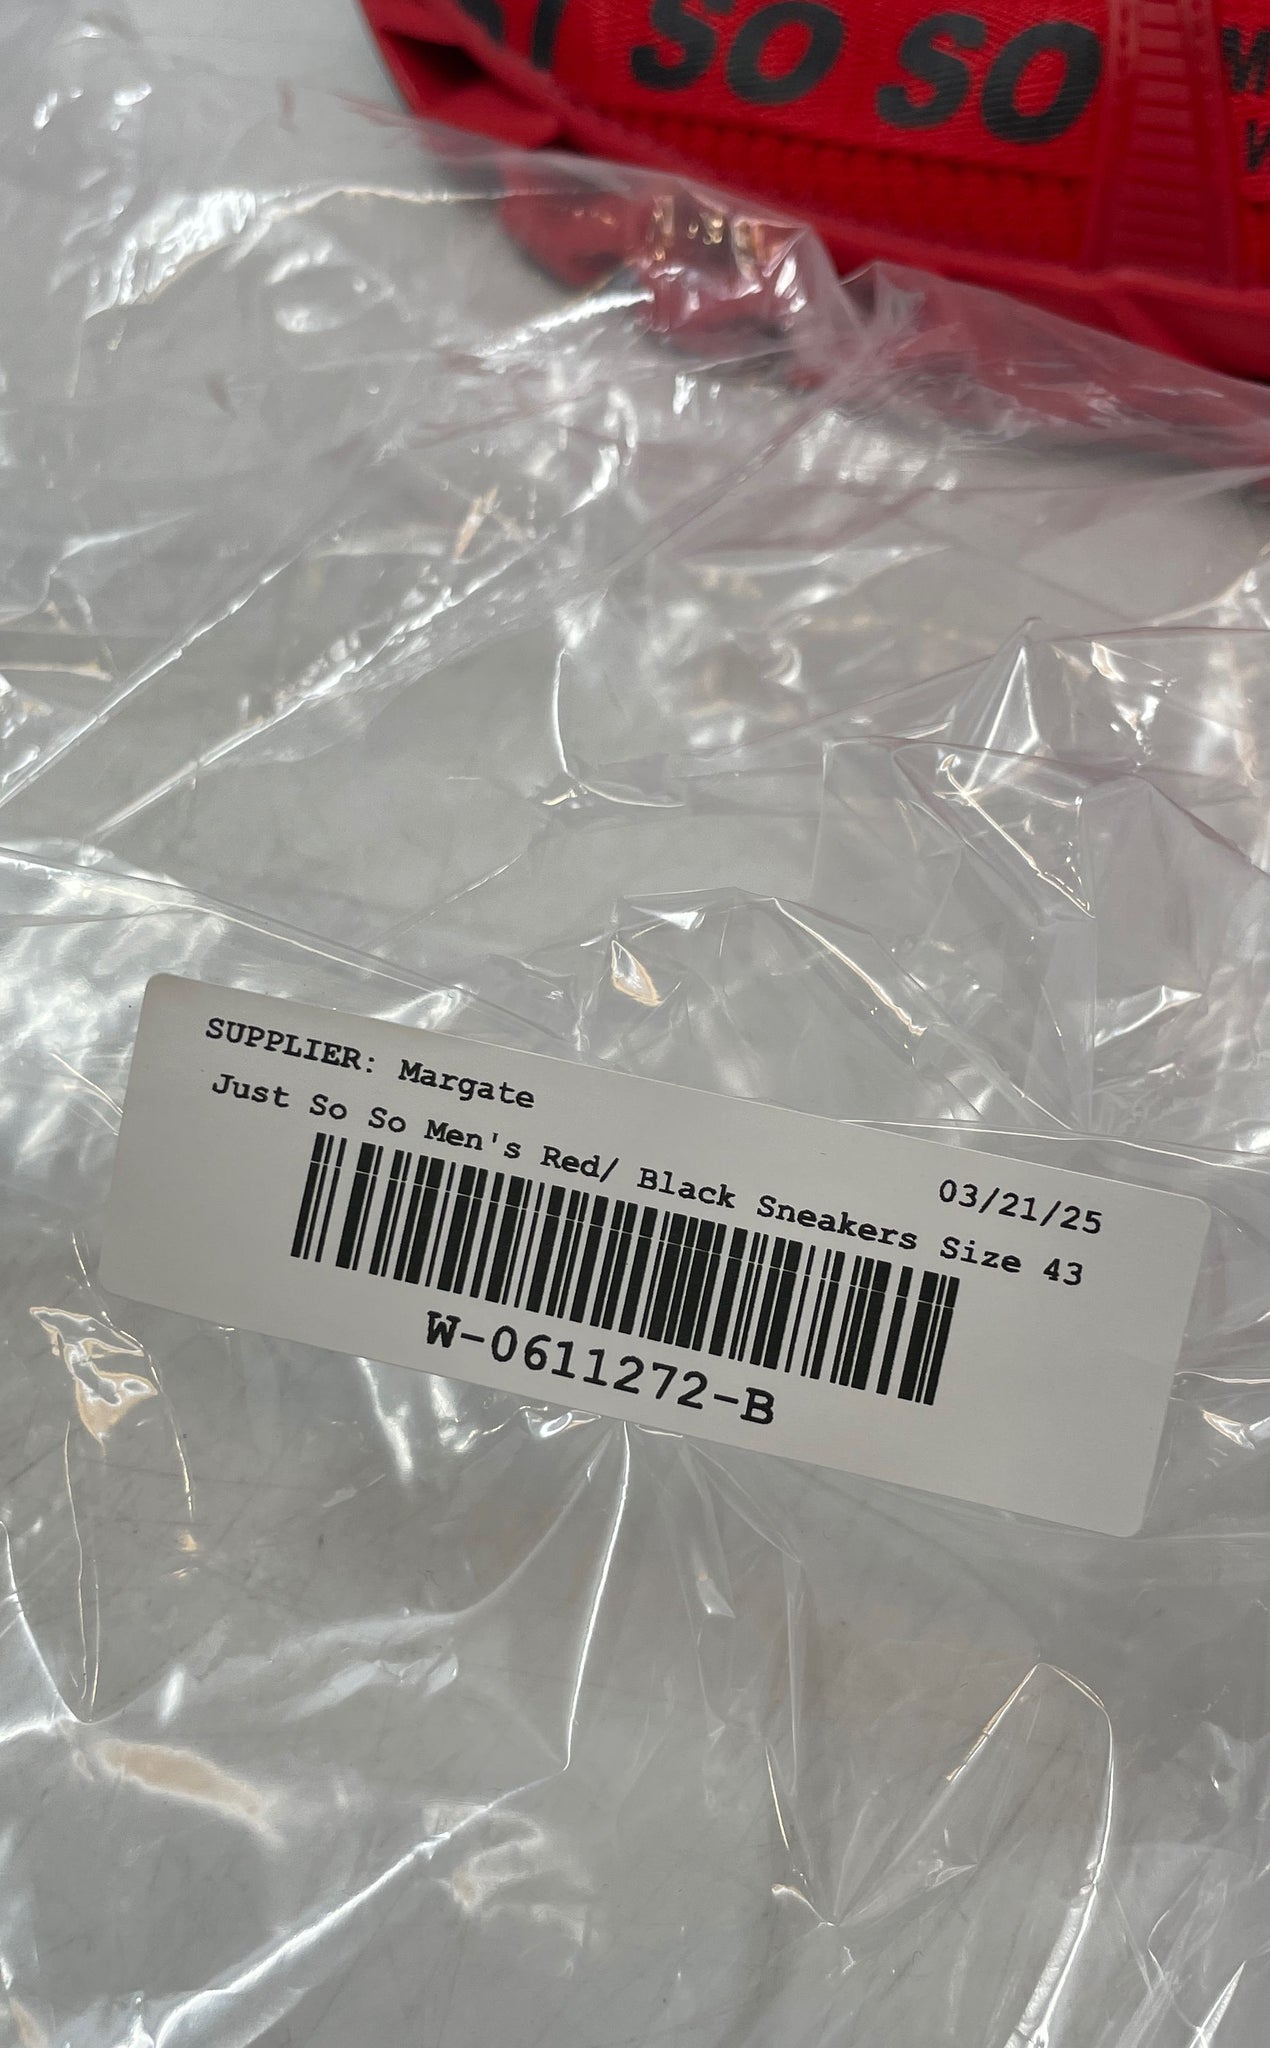 SO SO
SUPPLIER: Margate
03/21/25
Just So So Men's Red/ Black Sneakers Size 43
W-0611272-B